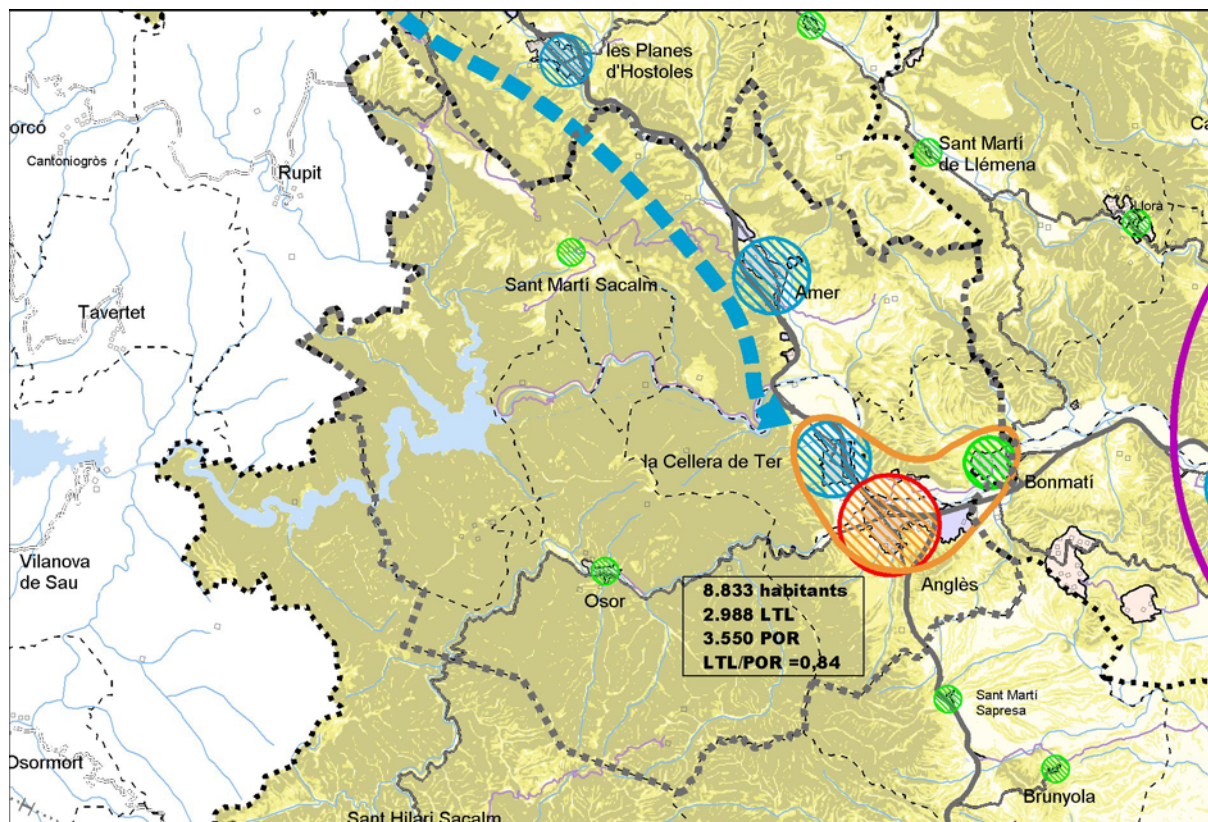 les Planes
d'Hostoles
Cantoniogròs
Rupit
Sant Martí
de Llémena
Llorà
Sant Martí Sacalm
Amer
Tavertet
la Cellera de Ter
Bonmatí
Vilanova
de Sau
Osor
Anglès
8.833 habitants
2.988 LTL
3.550 POR
LTL/POR =0,84
Sant Martí
Sapresa
Osormort
Brunyola
Sant Hilari Sacalm